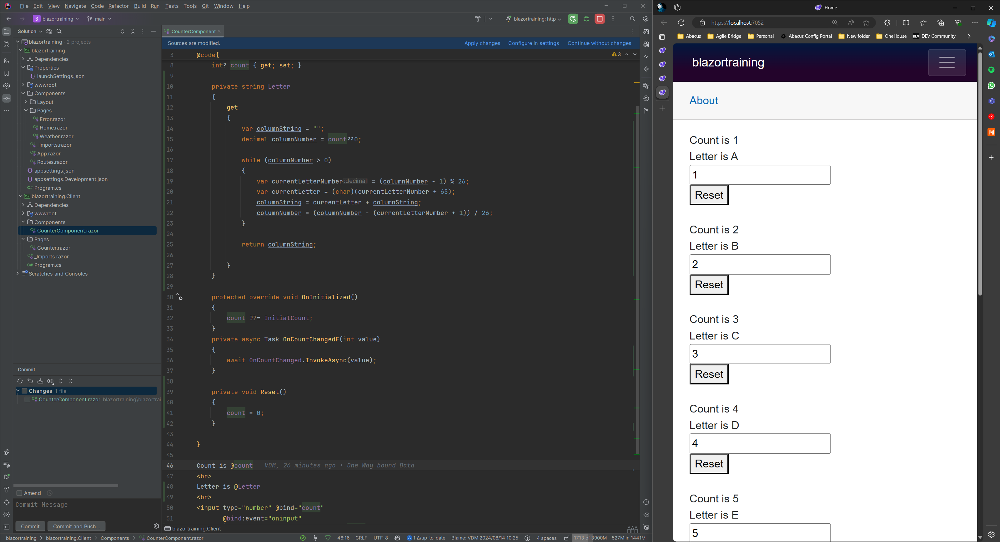 File Edit View Navigate Code Refactor Build Run Tests Tools Git Window Help
B blazortraining main blazortraining: http
Solution
blazortraining · 2 projects
blazortraining
Dependencies
Properties
launchSettings.json
wwwroot
Components
Layout
Pages
Error.razor
Home.razor
Weather.razor
_Imports.razor
App.razor
Routes.razor
appsettings.json
appsettings.Development.json
Program.cs
blazortraining.Client
Dependencies
wwwroot
Components
CounterComponent.razor
Pages
Counter.razor
_Imports.razor
Program.cs
Scratches and Consoles
Commit
Changes 1 file
CounterComponent.razor blazortraining\blazortrai
Amend
Commit Message
Commit Commit and Push...
CounterComponent
Sources are modified. Apply changes Configure in settings Continue without changes
3 @code{ 3
8 int? count { get; set; }
9
10 private string Letter
11 {
12 get
13 {
14 var columnString = "";
15 decimal columnNumber = count??0;
16
17 while (columnNumber > 0)
18 {
19 var currentLetterNumber :decimal = (columnNumber - 1) % 26;
20 var currentLetter = (char)(currentLetterNumber + 65);
21 columnString = currentLetter + columnString;
22 columnNumber = (columnNumber - (currentLetterNumber + 1)) / 26;
23 }
24
25 return columnString;
26
27 }
28 }
29
30 protected override void OnInitialized()
31 {
32 count ??= InitialCount;
33 }
34 private async Task OnCountChangedF(int value)
35 {
36 await OnCountChanged.InvokeAsync(value);
37 }
38
39 private void Reset()
40 {
41 count = 0;
42 }
43
44 }
45
46 Count is @count VDM, 26 minutes ago • One Way bound Data
47 <br>
48 Letter is @Letter
49 <br>
50 <input type="number" @bind="count"
51 @bind:event="oninput"
blazortraining.Client
blazortraining > blazortraining.Client > Components > CounterComponent.razor
46:16 CRLF UTF-8 1 Δ/up-to-date Blame: VDM 2024/08/14 10:25 4 spaces 1713 of 3900M 527M in 1441M
Home
https://localhost:7052
Abacus Agile Bridge Personal Abacus Config Portal New folder OneHouse DEV DEV Community
blazortraining
About
Count is 1
Letter is A
1
Reset
Count is 2
Letter is B
2
Reset
Count is 3
Letter is C
3
Reset
Count is 4
Letter is D
4
Reset
Count is 5
Letter is E
5